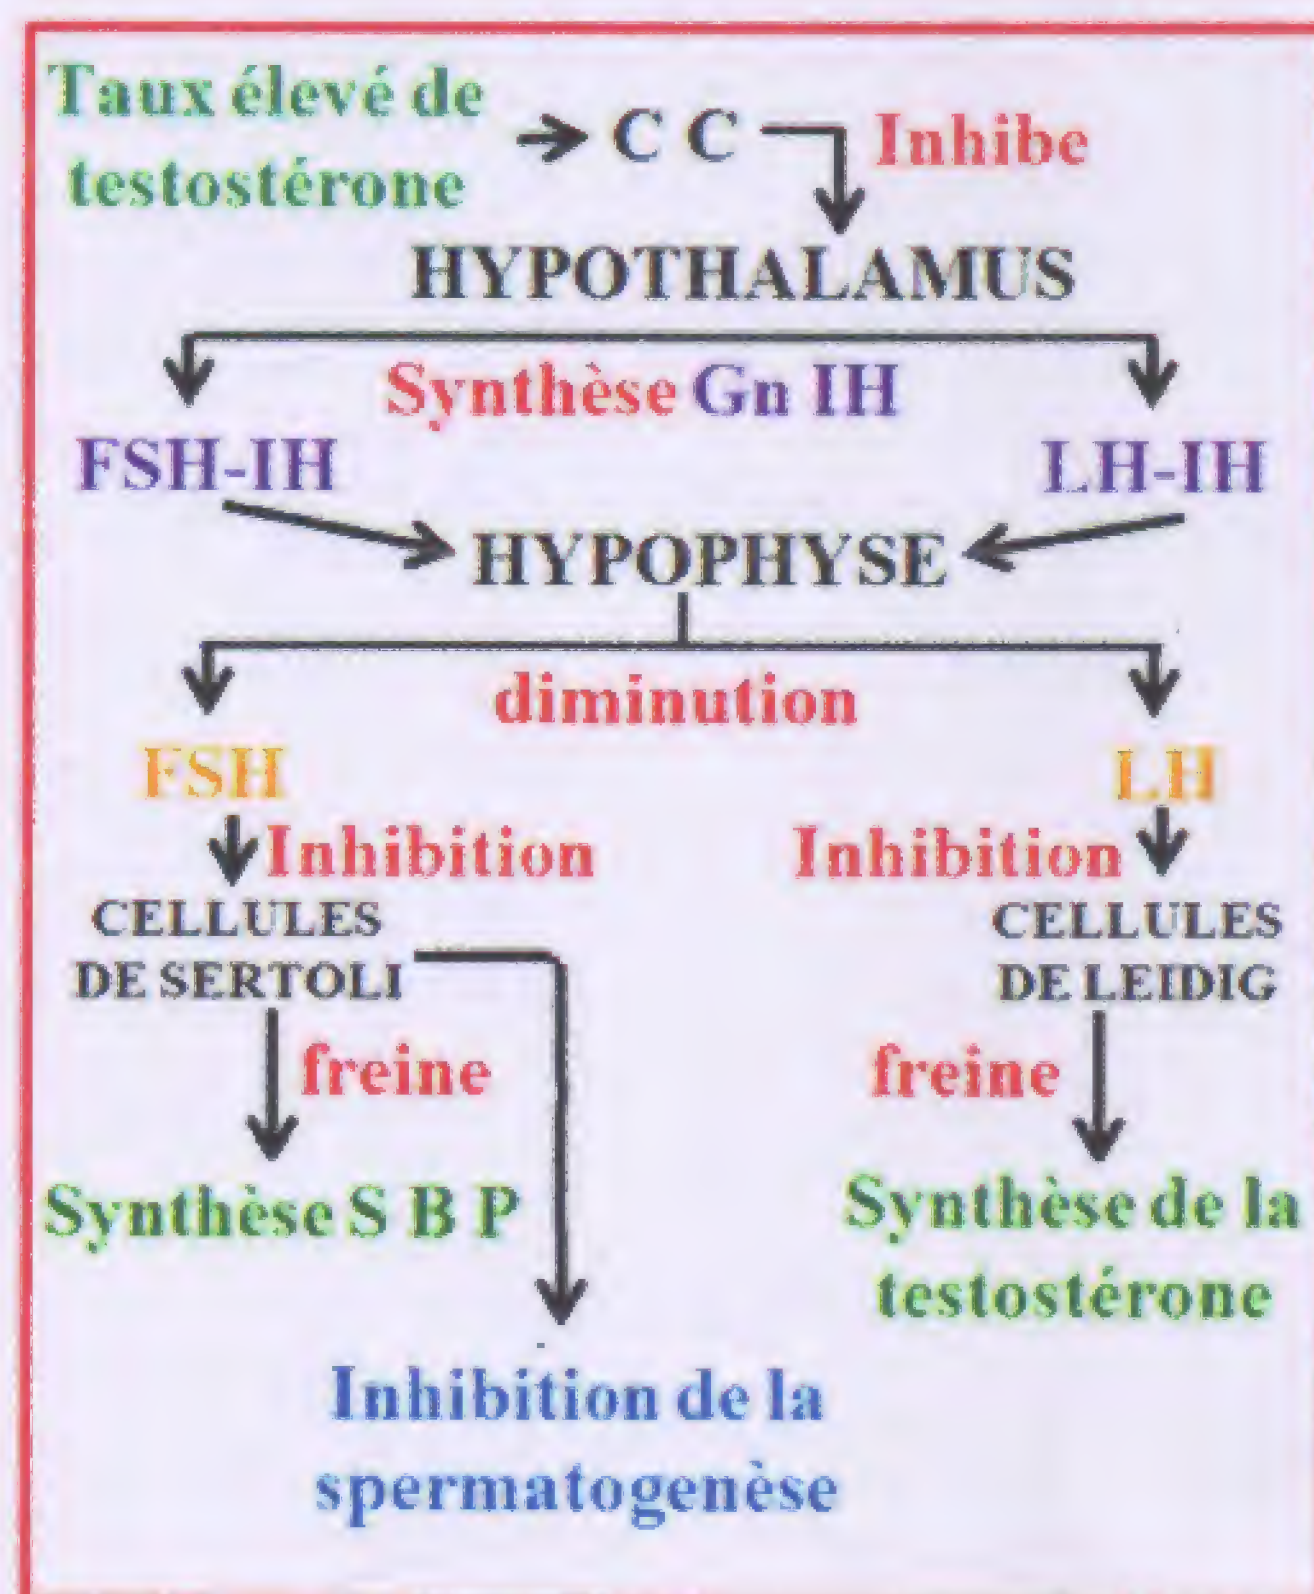 Taux élevé de
testostérone
C C
Inhibe
HYPOTHALAMUS
Synthèse Gn IH
FSH-IH
LH-IH
HYPOPHYSE
diminution
FSH
LH
Inhibition
Inhibition
CELLULES
DE SERTOLI
CELLULES
DE LEIDIG
freine
freine
Synthèse S B P
Synthèse de la
testostérone
Inhibition de la
spermatogenèse